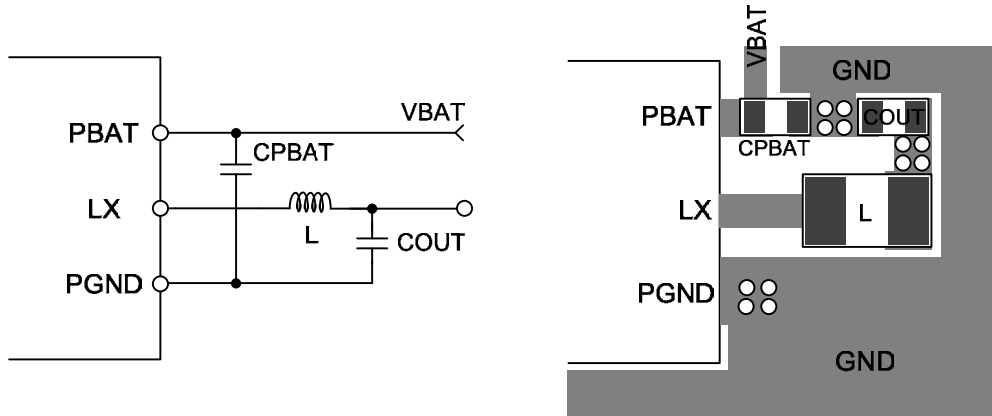 PBAT
VBAT
CPBAT
LX
L
COUT
PGND
VBAT
GND
PBAT
COUT
CPBAT
LX
L
PGND
GND